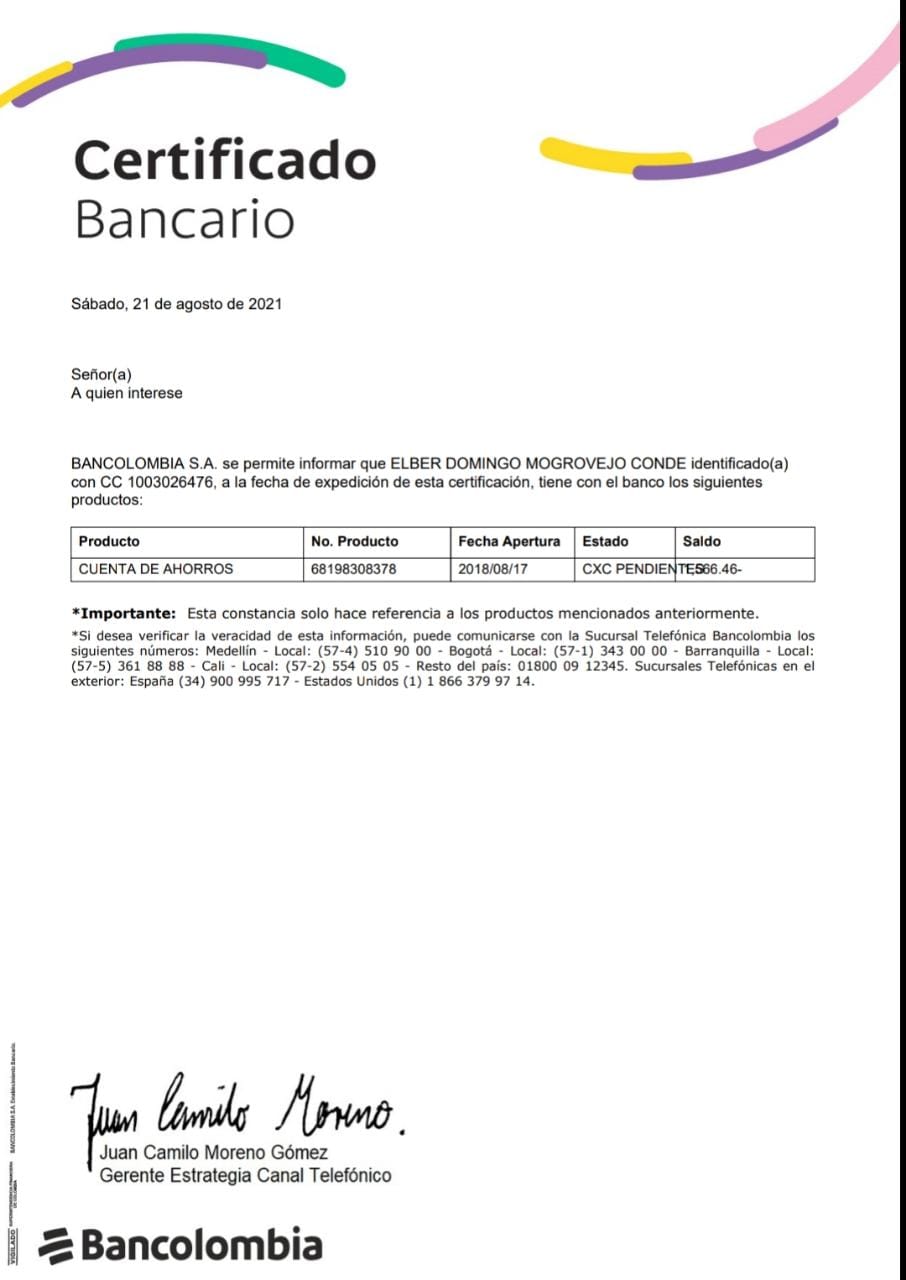 Certificado
Bancario
Sábado, 21 de agosto de 2021
Señor(a)
A quien interese
BANCOLOMBIA S.A. se permite informar que ELBER DOMINGO MOGROVEJO CONDE identificado(a)
con CC 1003026476, a la fecha de expedición de esta certificación, tiene con el banco los siguientes
productos:
Producto No. Producto Fecha Apertura Estado Saldo
CUENTA DE AHORROS 68198308378 2018/08/17 CXC PENDIENTES
*Importante: Esta constancia solo hace referencia a los productos mencionados anteriormente.
*Si desea verificar la veracidad de esta información, puede comunicarse con la Sucursal Telefónica Bancolombia los
siguientes números: Medellín - Local: (57-4) 510 90 00 - Bogotá - Local: (57-1) 343 00 00 - Barranquilla - Local:
(57-5) 361 88 88 - Cali - Local: (57-2) 554 05 05 - Resto del país: 01800 09 12345. Sucursales Telefónicas en el
exterior: España (34) 900 995 717 - Estados Unidos (1) 1 866 379 97 14.
Juan Camilo Moreno.
Juan Camilo Moreno Gómez
Gerente Estrategia Canal Telefónico
Bancolombia
VIGILADO SUPERINTENDENCIA FINANCIERA DE COLOMBIA BANCOLOMBIA S.A. Establecimiento Bancario.